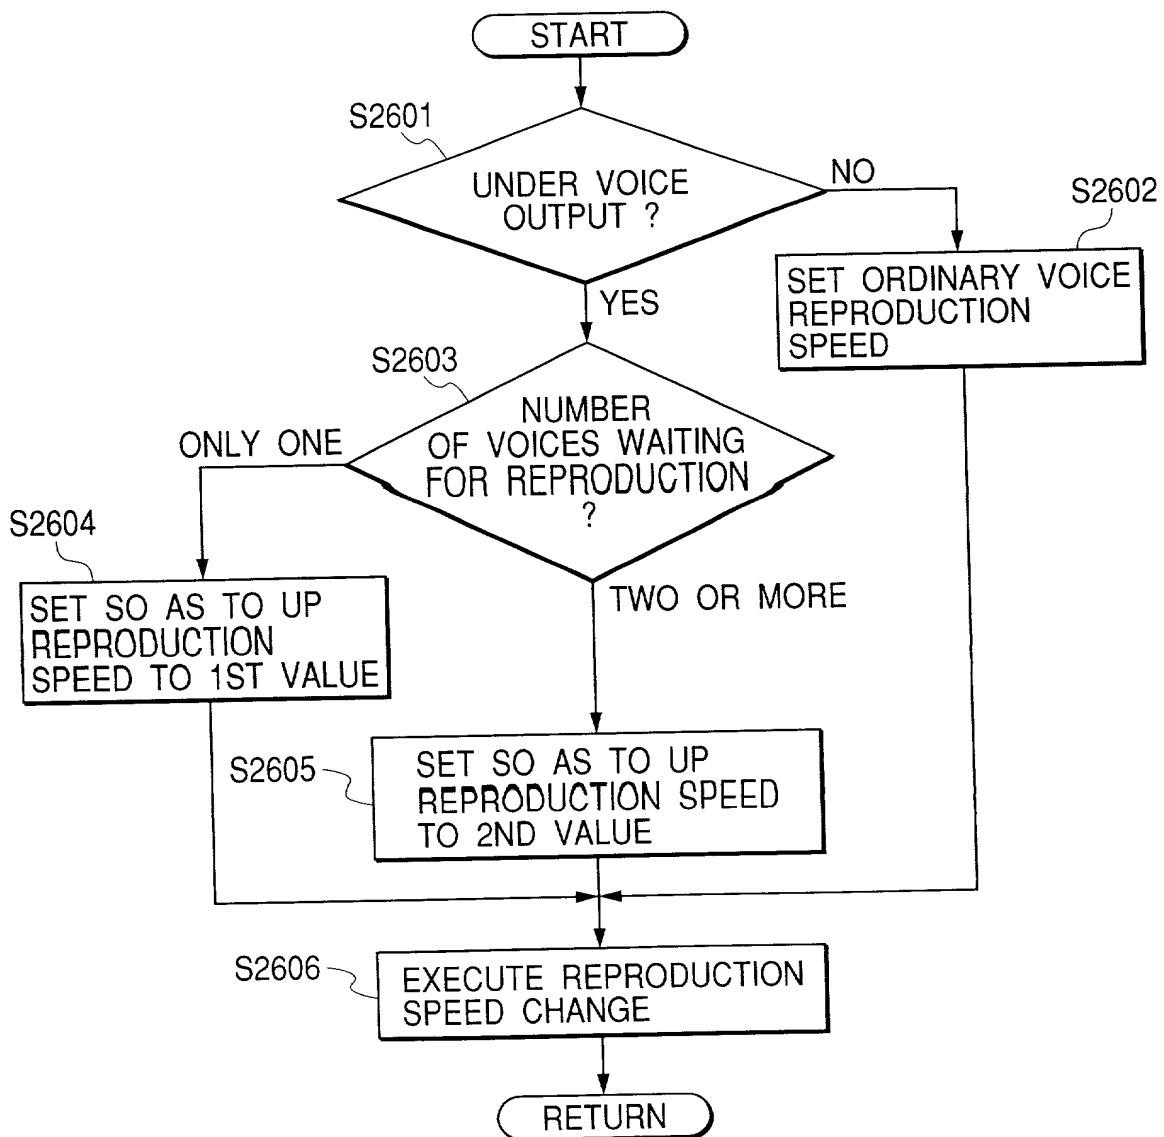 START
S2601
UNDER VOICE
OUTPUT ?
NO
S2602
SET ORDINARY VOICE
REPRODUCTION
SPEED
YES
S2603
NUMBER
OF VOICES WAITING
FOR REPRODUCTION
?
ONLY ONE
S2604
SET SO AS TO UP
REPRODUCTION
SPEED TO 1ST VALUE
TWO OR MORE
S2605
SET SO AS TO UP
REPRODUCTION SPEED
TO 2ND VALUE
S2606
EXECUTE REPRODUCTION
SPEED CHANGE
RETURN